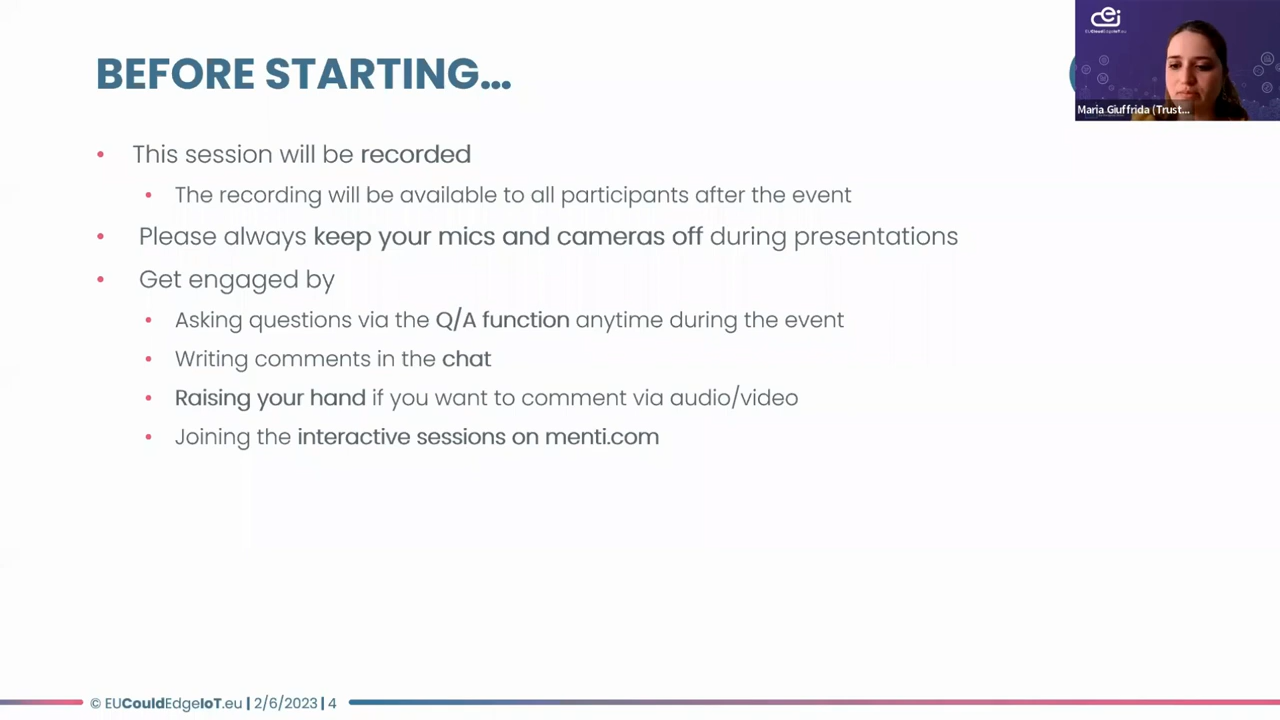 BEFORE STARTING...
EUCloudEdgeIoT.eu
Maria Giuffrida (Trust...
• This session will be recorded
• The recording will be available to all participants after the event
• Please always keep your mics and cameras off during presentations
• Get engaged by
• Asking questions via the Q/A function anytime during the event
• Writing comments in the chat
• Raising your hand if you want to comment via audio/video
• Joining the interactive sessions on menti.com
© EUCouldEdgeIoT.eu | 2/6/2023 | 4